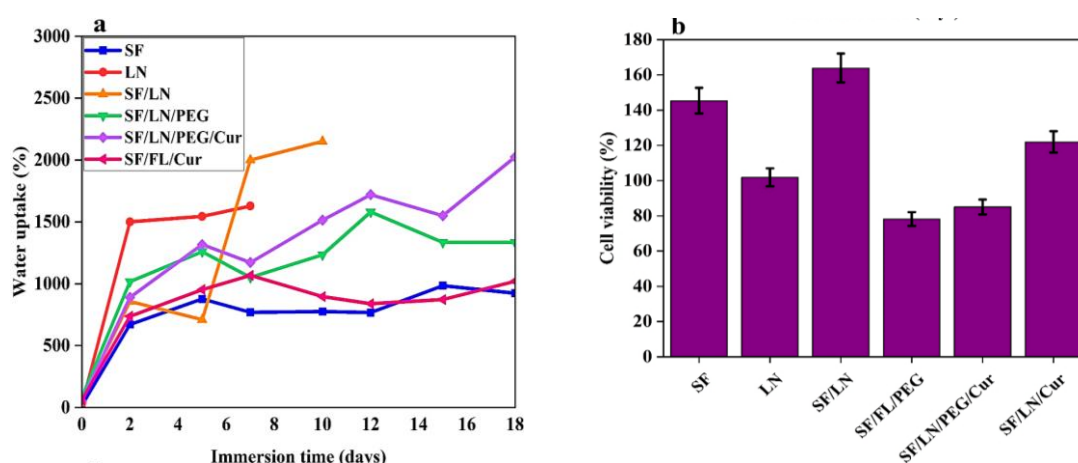 a
3000
2500
2000
1500
1000
500
0
Water uptake (%)
SF
LN
SF/LN
SF/LN/PEG
SF/LN/PEG/Cur
SF/FL/Cur
0 2 4 6 8 10 12 14 16 18
Immersion time (days)
b
180
160
140
120
100
80
60
40
20
0
Cell viability (%)
SF
LN
SF/LN
SF/FL/PEG
SF/LN/PEG/Cur
SF/LN/Cur